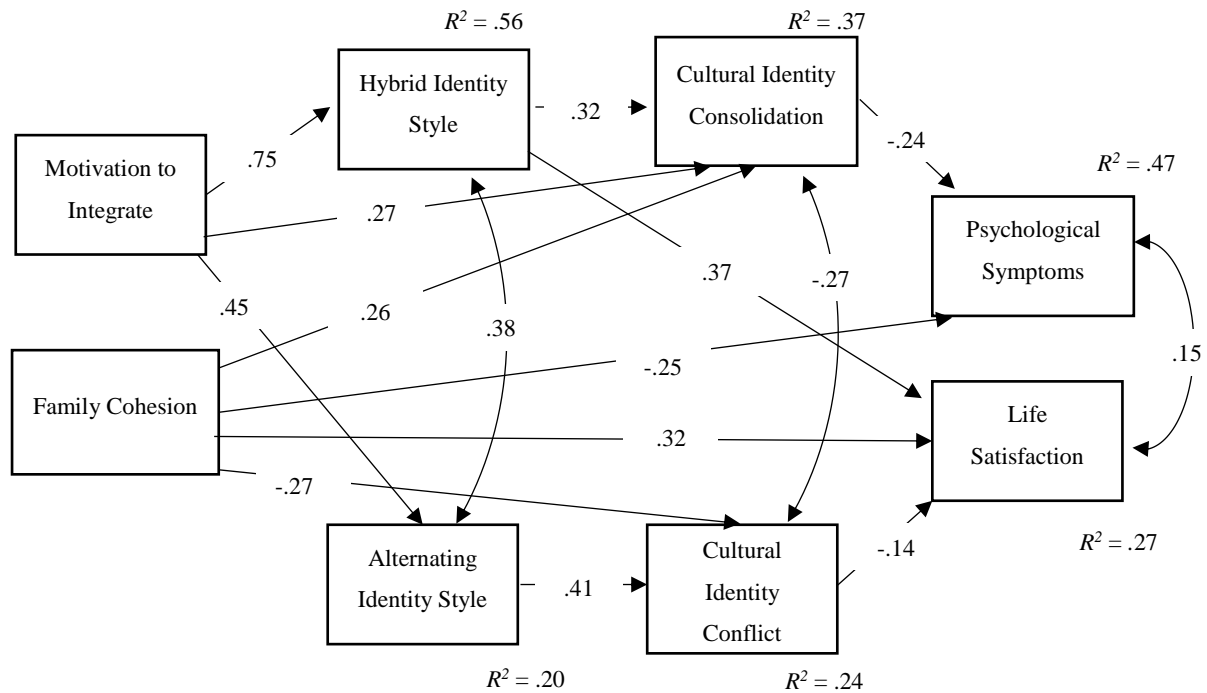 R² = .56
R² = .37
Hybrid Identity
Style
Cultural Identity
Consolidation
.32
-.24
Motivation to
Integrate
.75
R² = .47
.27
Psychological
Symptoms
.37
-.27
.45
.26
.38
-.25
.15
Family Cohesion
Life
Satisfaction
.32
-.27
R² = .27
-.14
Alternating
Identity Style
.41
Cultural
Identity
Conflict
R² = .20
R² = .24